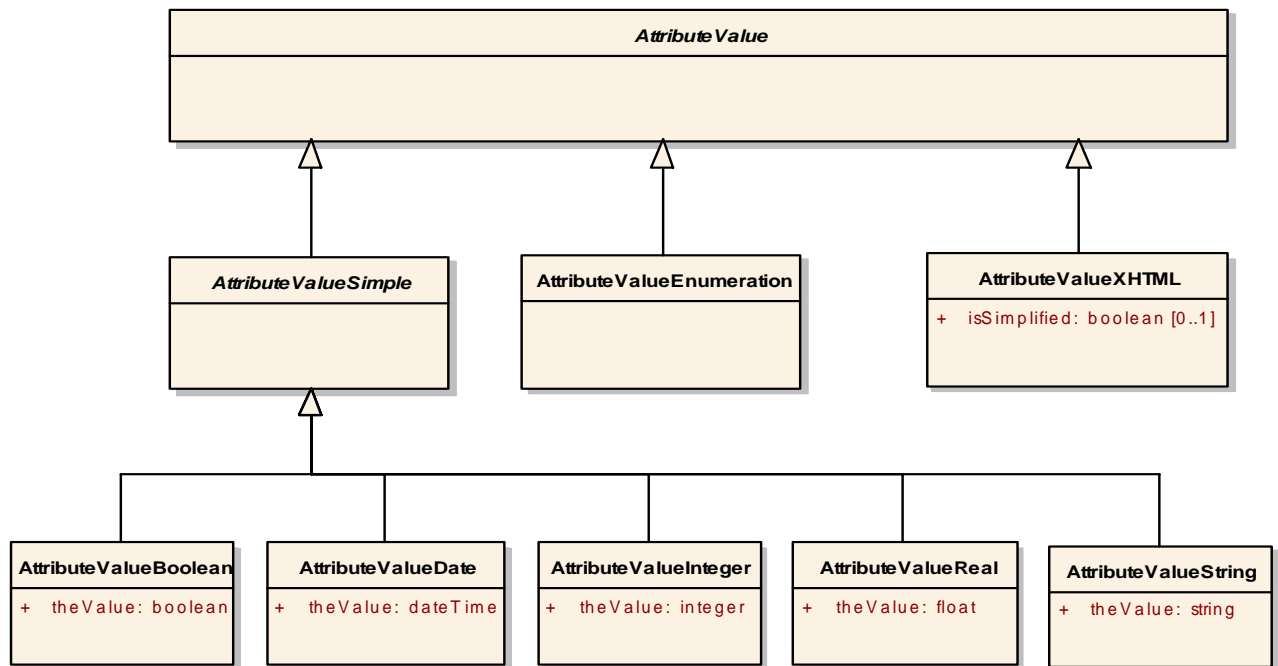 AttributeValue
AttributeValueSimple
AttributeValueEnumeration
AttributeValueXHTML
+ isSimplified: boolean [0..1]
AttributeValueBoolean
+ theValue: boolean
AttributeValueDate
+ theValue: dateTime
AttributeValueInteger
+ theValue: integer
AttributeValueReal
+ theValue: float
AttributeValueString
+ theValue: string